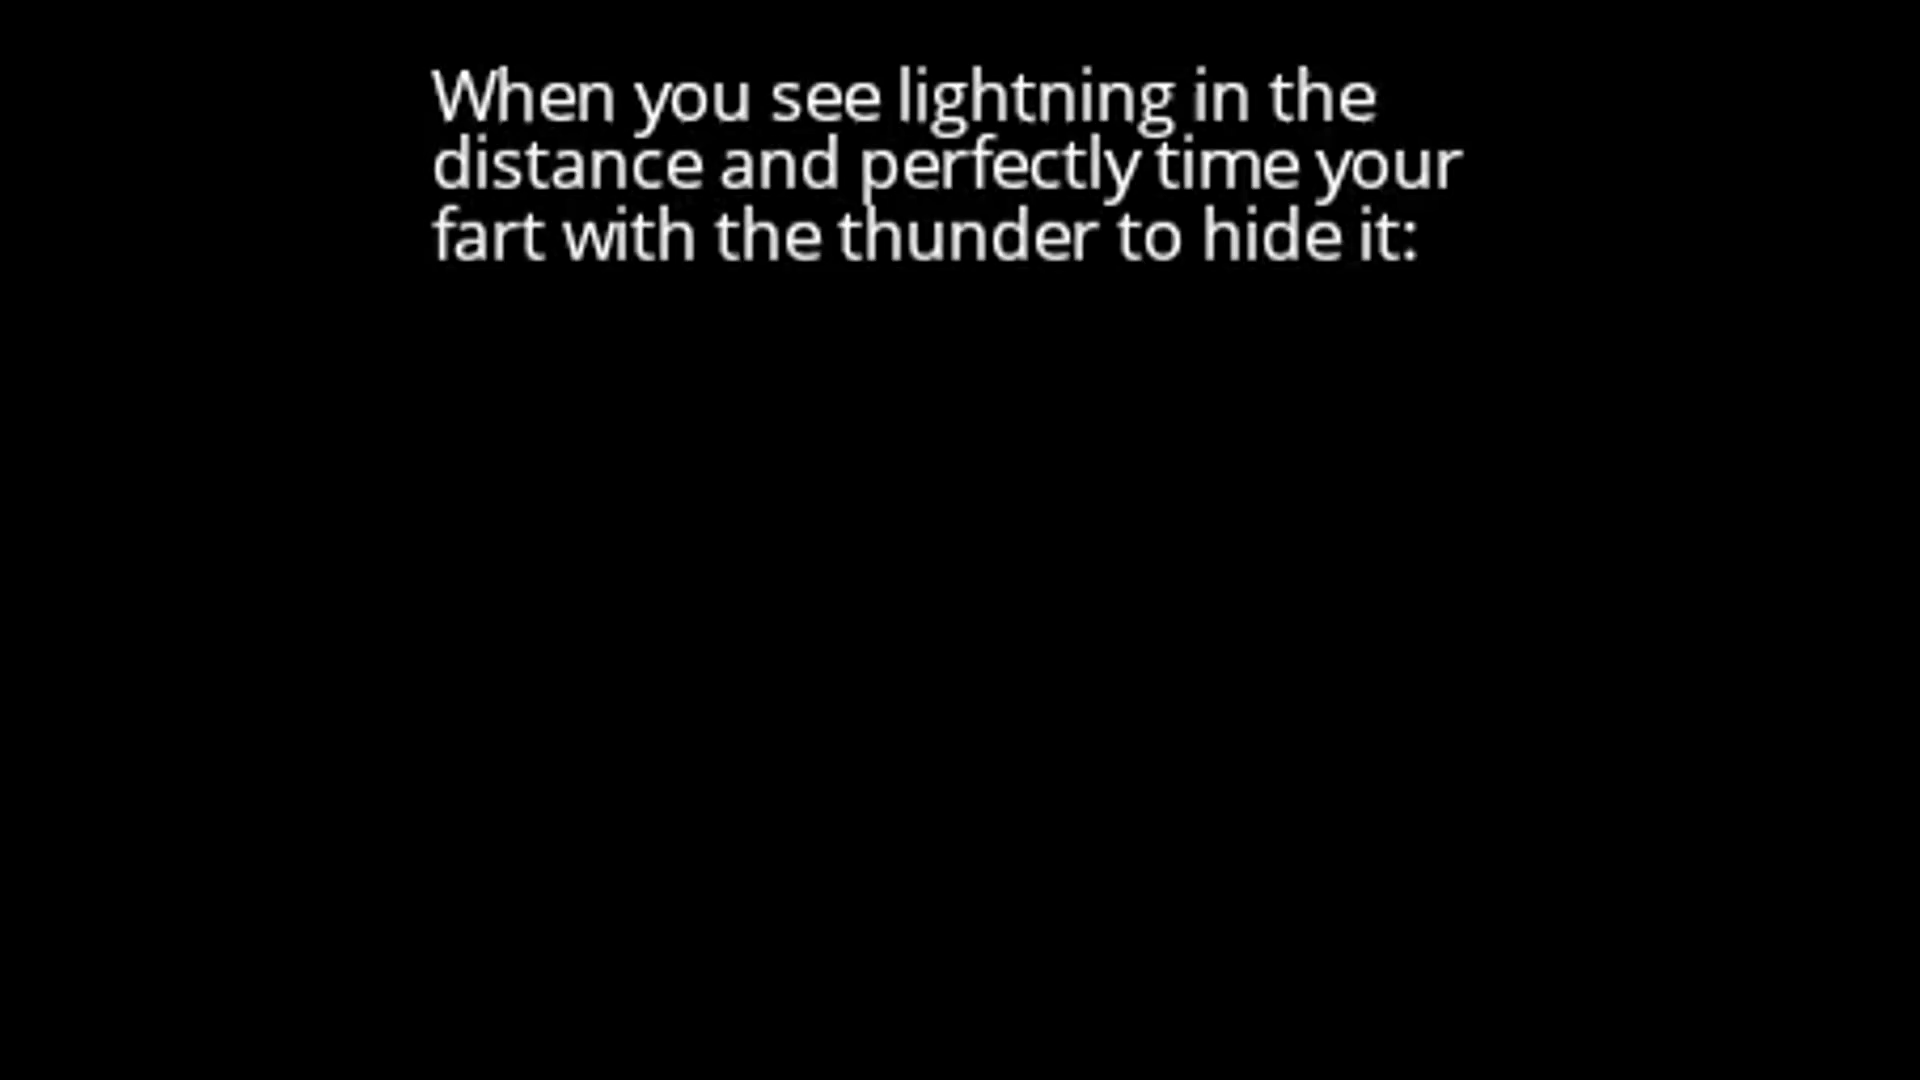 When you see lightning in the
distance and perfectly time your
fart with the thunder to hide it: